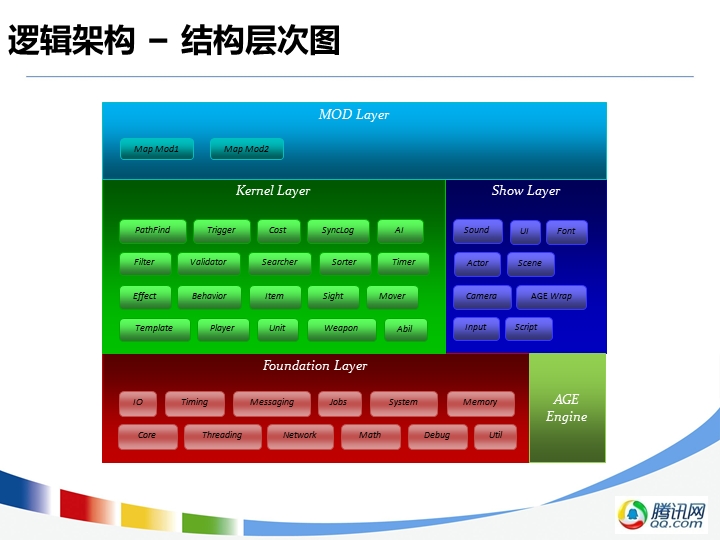 逻辑架构 – 结构层次图
MOD Layer
Map Mod1 Map Mod2
Kernel Layer
PathFind Trigger Cost SyncLog AI
Filter Validator Searcher Sorter Timer
Effect Behavior Item Sight Mover
Template Player Unit Weapon Abil
Show Layer
Sound UI Font
Actor Scene
Camera AGE Wrap
Input Script
Foundation Layer
IO Timing Messaging Jobs System Memory
Core Threading Network Math Debug Util
AGE
Engine
腾讯网
QQ.com